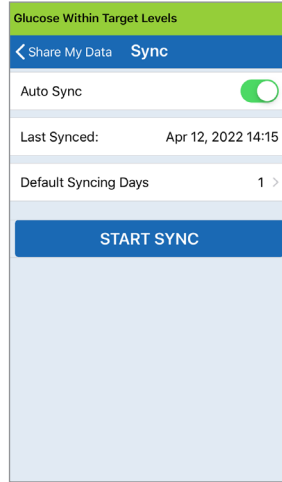 Glucose Within Target Levels
Share My Data Sync
Auto Sync
Last Synced: Apr 12, 2022 14:15
Default Syncing Days 1
START SYNC